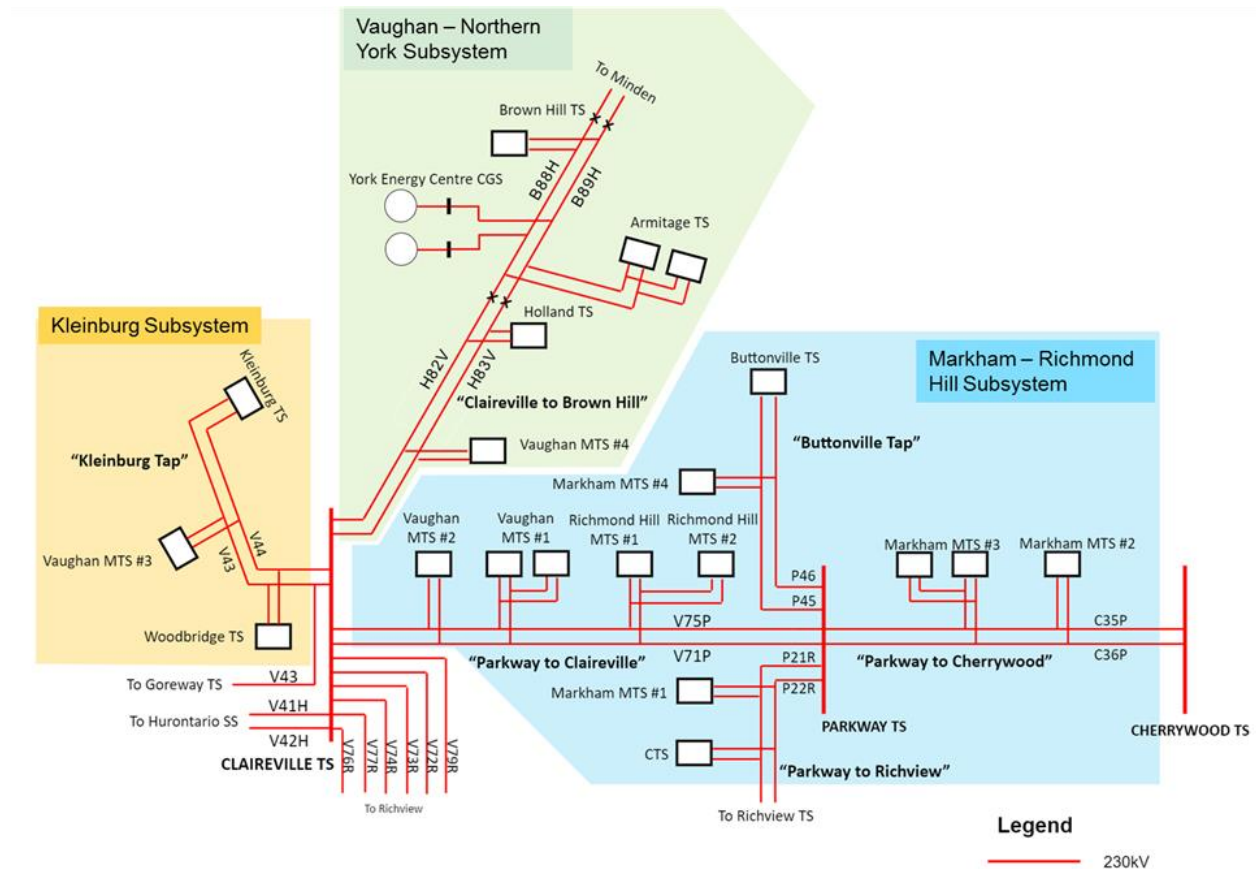 Vaughan – Northern
York Subsystem
To Minden
Brown Hill TS
B88H
B89H
York Energy Centre CGS
Armitage TS
Holland TS
H82V
H83V
"Claireville to Brown Hill"
Vaughan MTS #4
Kleinburg Subsystem
Kleinburg TS
"Kleinburg Tap"
Vaughan MTS #3
V44
V43
Woodbridge TS
To Goreway TS
V43
To Hurontario SS
V41H
V42H
CLAIREVILLE TS
V76R
V77R
V74R
V73R
V72R
V79R
To Richview
Markham – Richmond
Hill Subsystem
Buttonville TS
"Buttonville Tap"
Markham MTS #4
Vaughan
MTS #2
Vaughan
MTS #1
Richmond Hill
MTS #1
Richmond Hill
MTS #2
P46
P45
Markham MTS #3
Markham MTS #2
V75P
V71P
C35P
C36P
"Parkway to Claireville"
"Parkway to Cherrywood"
P21R
P22R
Markham MTS #1
PARKWAY TS
CHERRYWOOD TS
CTS
"Parkway to Richview"
To Richview TS
Legend
230kV